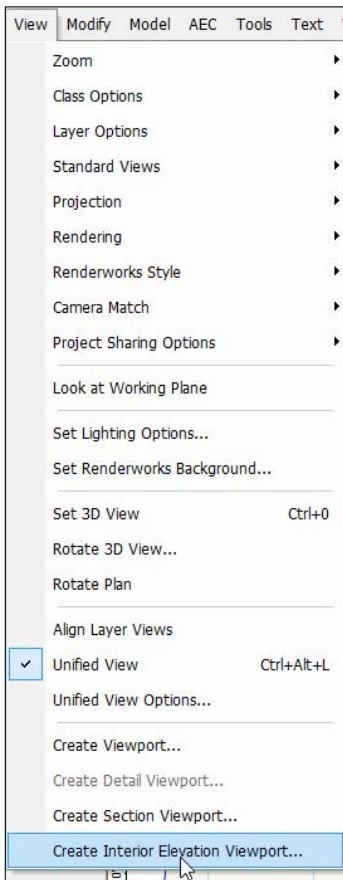 View Modify Model AEC Tools Text
Zoom
Class Options
Layer Options
Standard Views
Projection
Rendering
Renderworks Style
Camera Match
Project Sharing Options
Look at Working Plane
Set Lighting Options...
Set Renderworks Background...
Set 3D View Ctrl+0
Rotate 3D View...
Rotate Plan
Align Layer Views
Unified View Ctrl+Alt+L
Unified View Options...
Create Viewport...
Create Detail Viewport...
Create Section Viewport...
Create Interior Elevation Viewport...